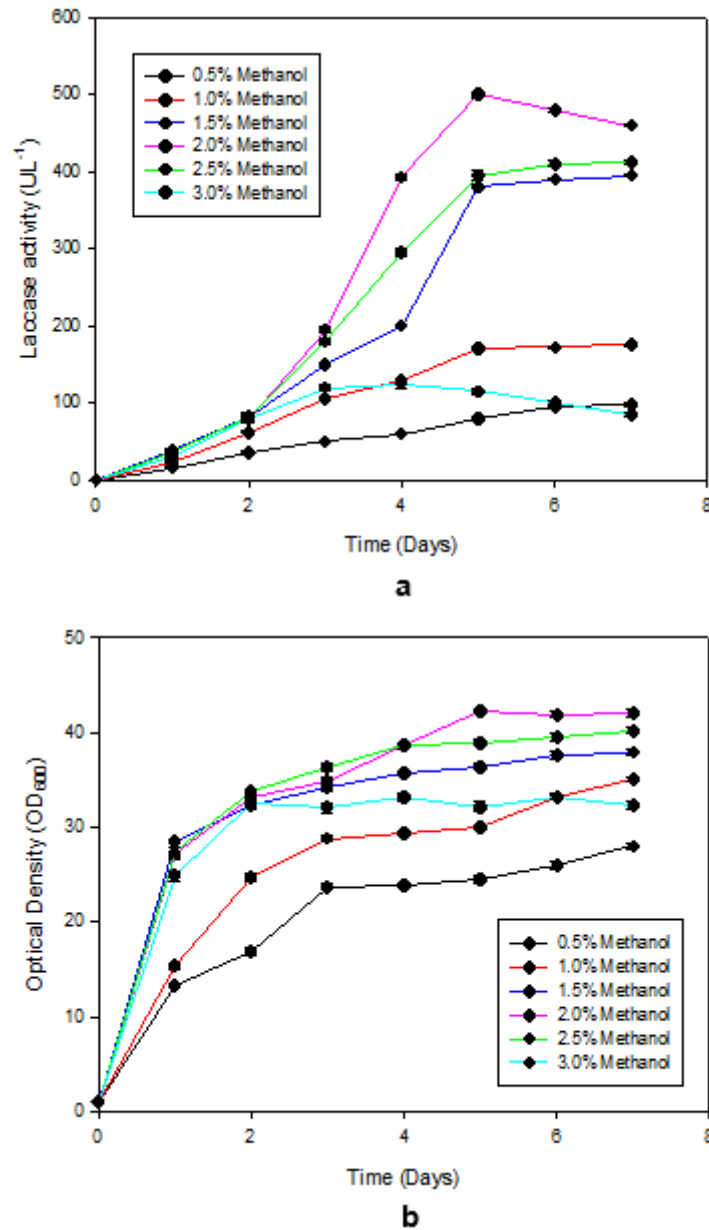 600
500
400
300
200
100
0
Laccase activity (UL⁻¹)
0.5% Methanol
1.0% Methanol
1.5% Methanol
2.0% Methanol
2.5% Methanol
3.0% Methanol
0 2 4 6 8
Time (Days)
a
50
40
30
20
10
0
Optical Density (OD₆₀₀)
0.5% Methanol
1.0% Methanol
1.5% Methanol
2.0% Methanol
2.5% Methanol
3.0% Methanol
0 2 4 6 8
Time (Days)
b